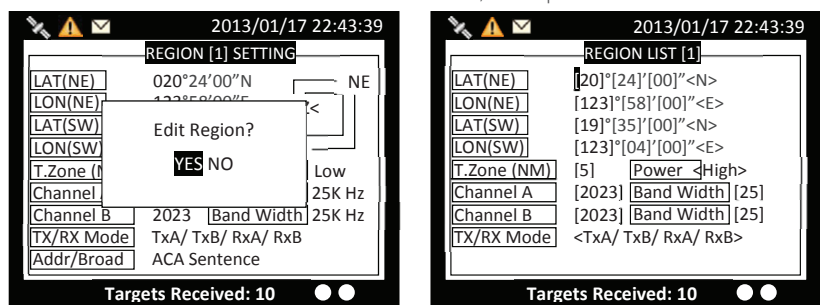 2013/01/17 22:43:39
REGION [1] SETTING
LAT(NE) 020°24'00"N NE
LON(NE)
LAT(SW)
LON(SW)
Edit Region?
YES NO
Low
Channel 25K Hz
Channel B 2023 Band Width 25K Hz
TX/RX Mode TxA/ TxB/ RxA/ RxB
Addr/Broad ACA Sentence
Targets Received: 10
2013/01/17 22:43:39
REGION LIST [1]
LAT(NE) [20]°[24]'[00]"<N>
LON(NE) [123]°[58]'[00]"<E>
LAT(SW) [19]°[35]'[00]"<N>
LON(SW) [123]°[04]'[00]"<E>
T.Zone (NM) [5] Power <High>
Channel A [2023] Band Width [25]
Channel B [2023] Band Width [25]
TX/RX Mode <TxA/ TxB/ RxA/ RxB>
Targets Received: 10